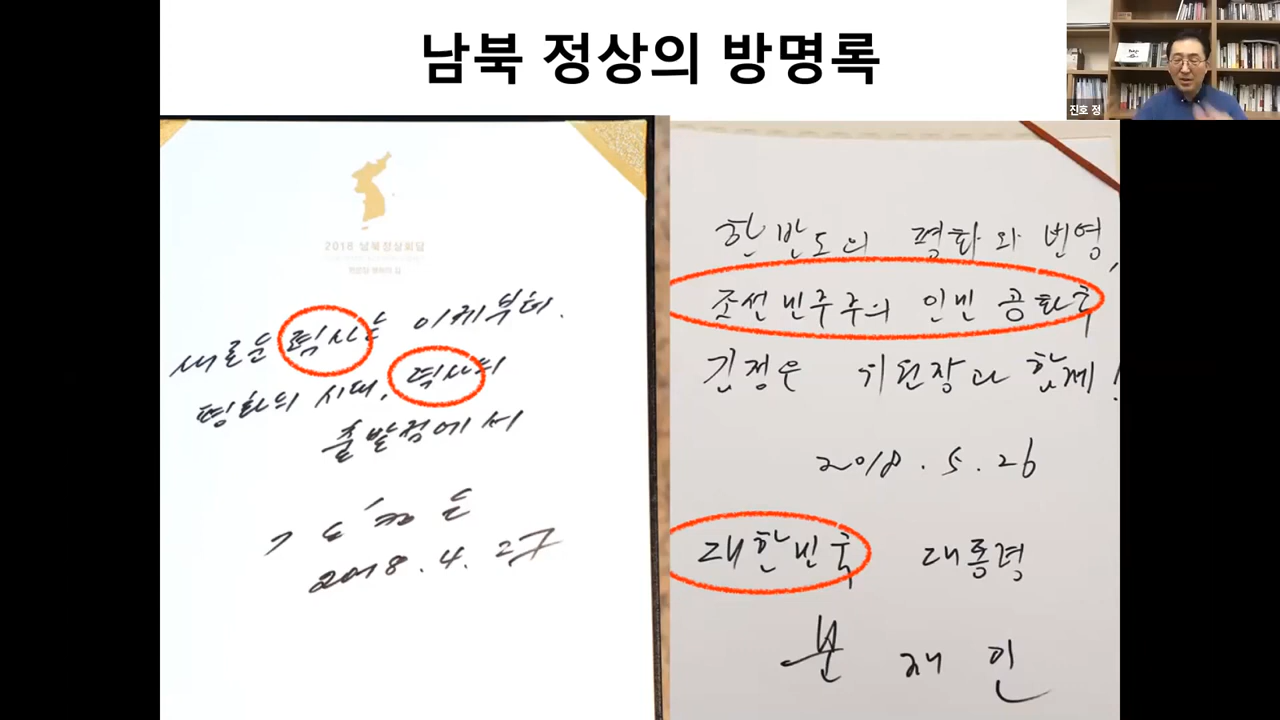 남북 정상의 방명록
진호 정
2018 남북정상회담
새로운 력사는 이제부터.
평화의 시대, 력사의
출발점에서
김정은
2018.4.27
한반도의 평화와 번영,
조선민주주의 인민공화국
김정은 위원장과 함께!
2018.5.26
대한민국 대통령
문재인